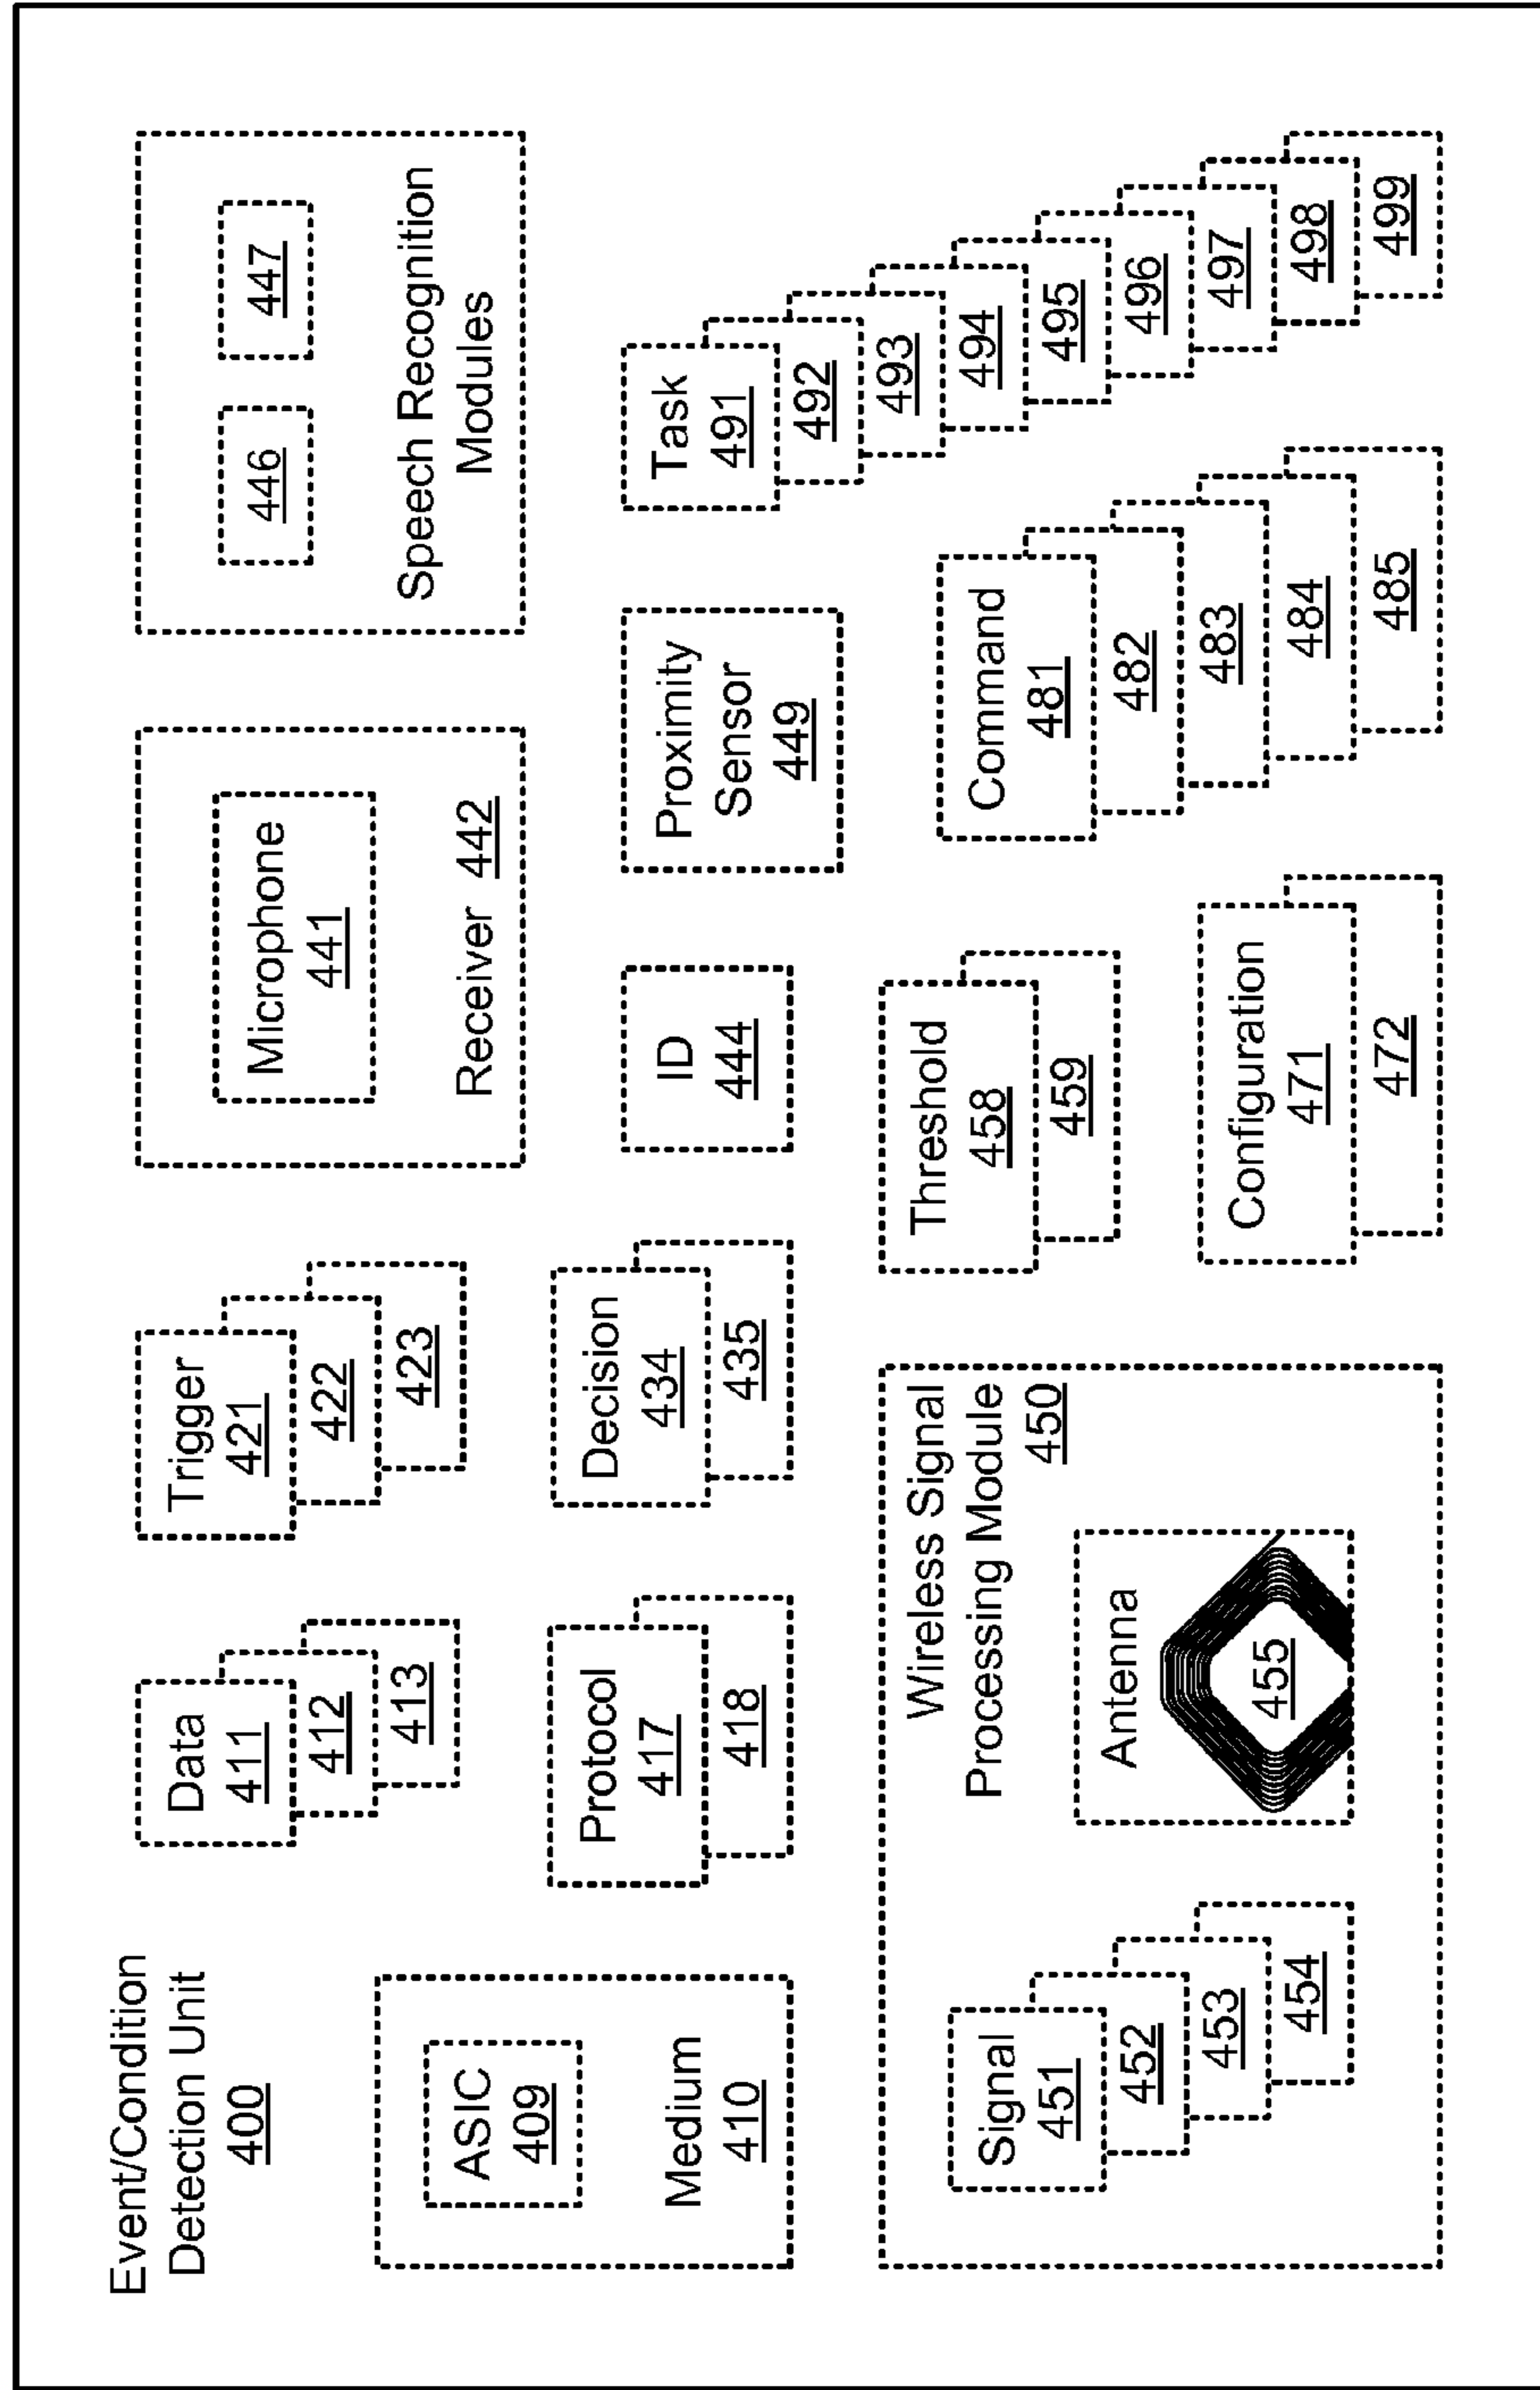 Event/Condition
Detection Unit
400
Data
411
412
413
Trigger
421
422
423
Microphone
441
Receiver 442
446
447
Speech Recognition
Modules
ASIC
409
Medium
410
Protocol
417
418
Decision
434
435
ID
444
Proximity
Sensor
449
Task
491
492
493
494
495
496
497
498
499
Wireless Signal
Processing Module
450
Signal
451
452
453
454
Antenna
455
Threshold
458
459
Configuration
471
472
Command
481
482
483
484
485